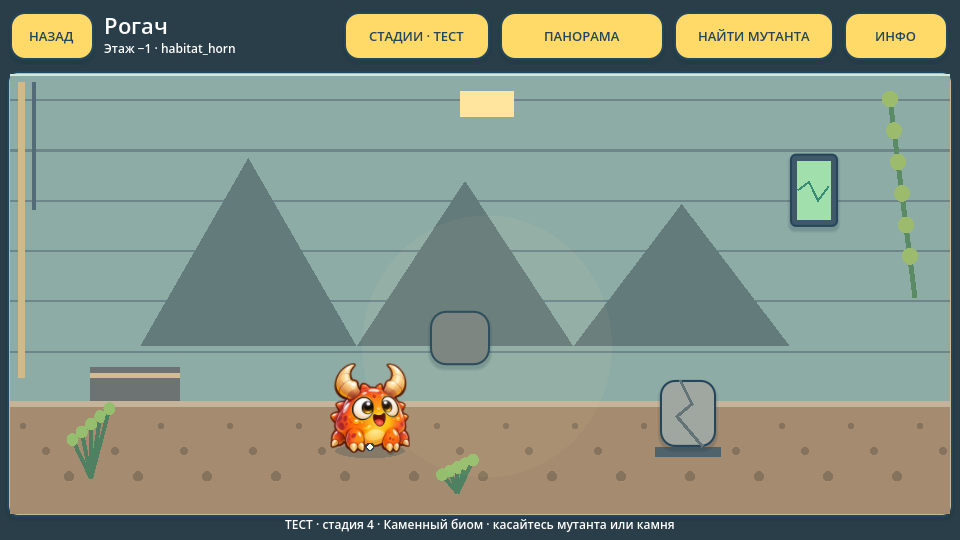 НАЗАД
Рогач
Этаж −1 · habitat_horn
СТАДИИ · ТЕСТ
ПАНОРАМА
НАЙТИ МУТАНТА
ИНФО
ТЕСТ · стадия 4 · Каменный биом · касайтесь мутанта или камня